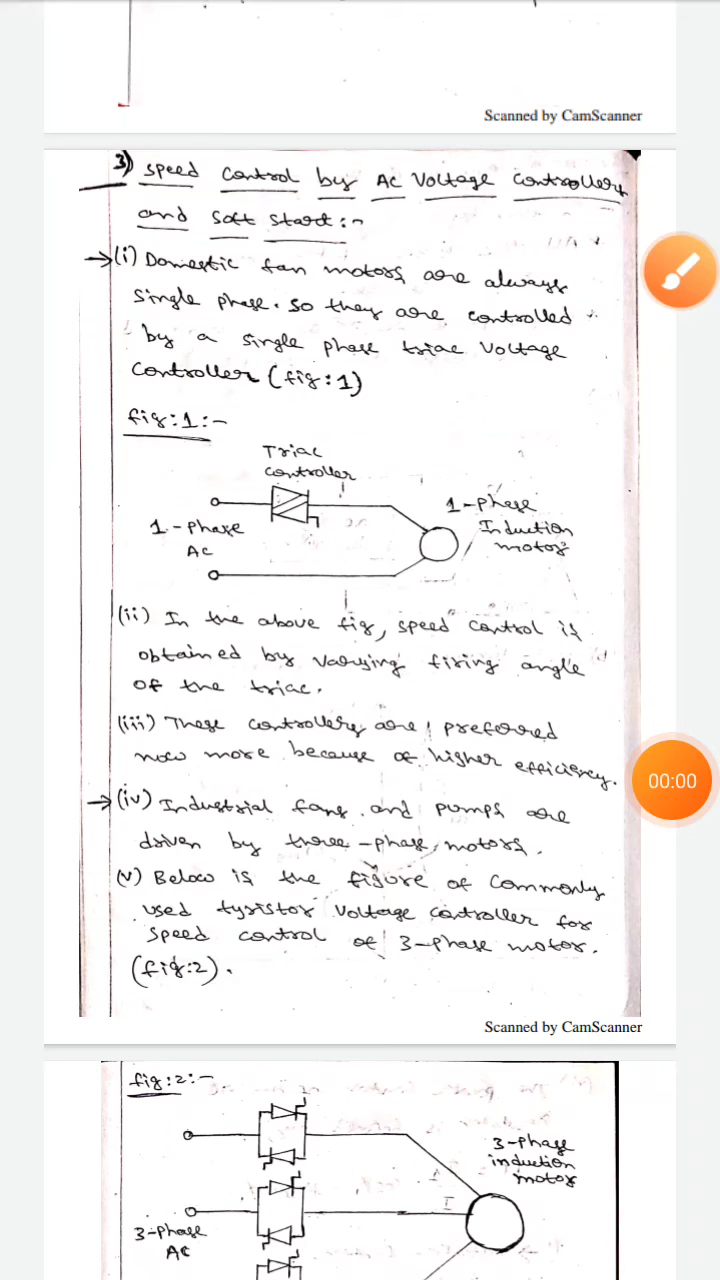 Scanned by CamScanner
3) Speed Control by AC Voltage Controllers
and Soft Start :-
→(i) Domestic fan motors are always
single phase. So they are controlled
by a single phase triac Voltage
Controller (fig:1)
fig:1:-
Triac
controller
1-phase
AC
1-phase
Induction
motor
(ii) In the above fig, speed control is
obtained by varying firing angle
of the triac.
(iii) These controllers are preferred
now more because of higher efficiency.
00:00
→(iv) Industrial fans and pumps are
driven by three-phase motors.
(v) Below is the figure of Commonly
used tyristor Voltage controller for
speed control of 3-phase motor.
(fig:2).
Scanned by CamScanner
fig:2:-
3-phase
induction
motor
3-phase
AC